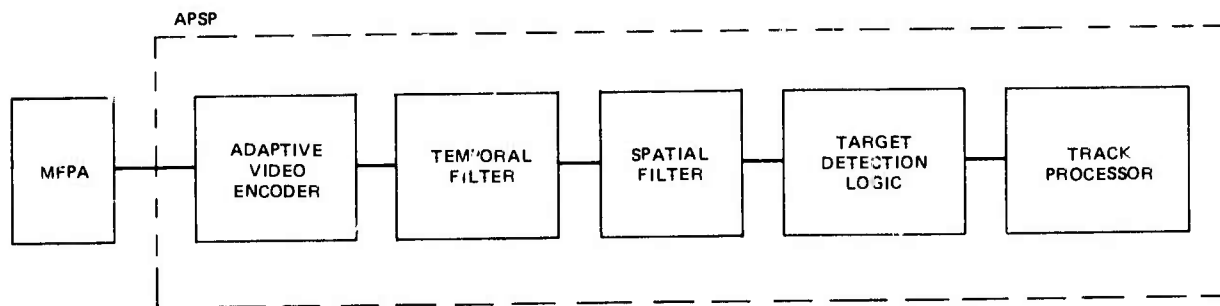 APSP
MFPA
ADAPTIVE
VIDEO
ENCODER
TEMPORAL
FILTER
SPATIAL
FILTER
TARGET
DETECTION
LOGIC
TRACK
PROCESSOR